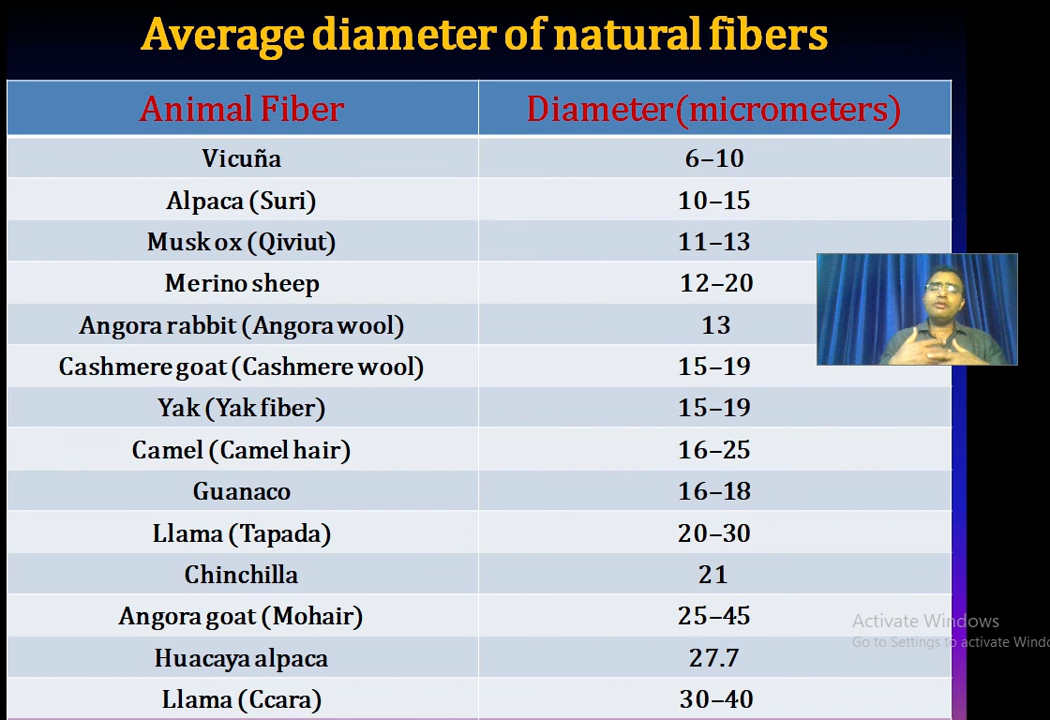 Average diameter of natural fibers
Animal Fiber Diameter(micrometers)
Vicuña 6–10
Alpaca (Suri) 10–15
Musk ox (Qiviut) 11–13
Merino sheep 12–20
Angora rabbit (Angora wool) 13
Cashmere goat (Cashmere wool) 15–19
Yak (Yak fiber) 15–19
Camel (Camel hair) 16–25
Guanaco 16–18
Llama (Tapada) 20–30
Chinchilla 21
Angora goat (Mohair) 25–45
Activate Windows
Go to Settings to activate Windo
Huacaya alpaca 27.7
Llama (Ccara) 30–40